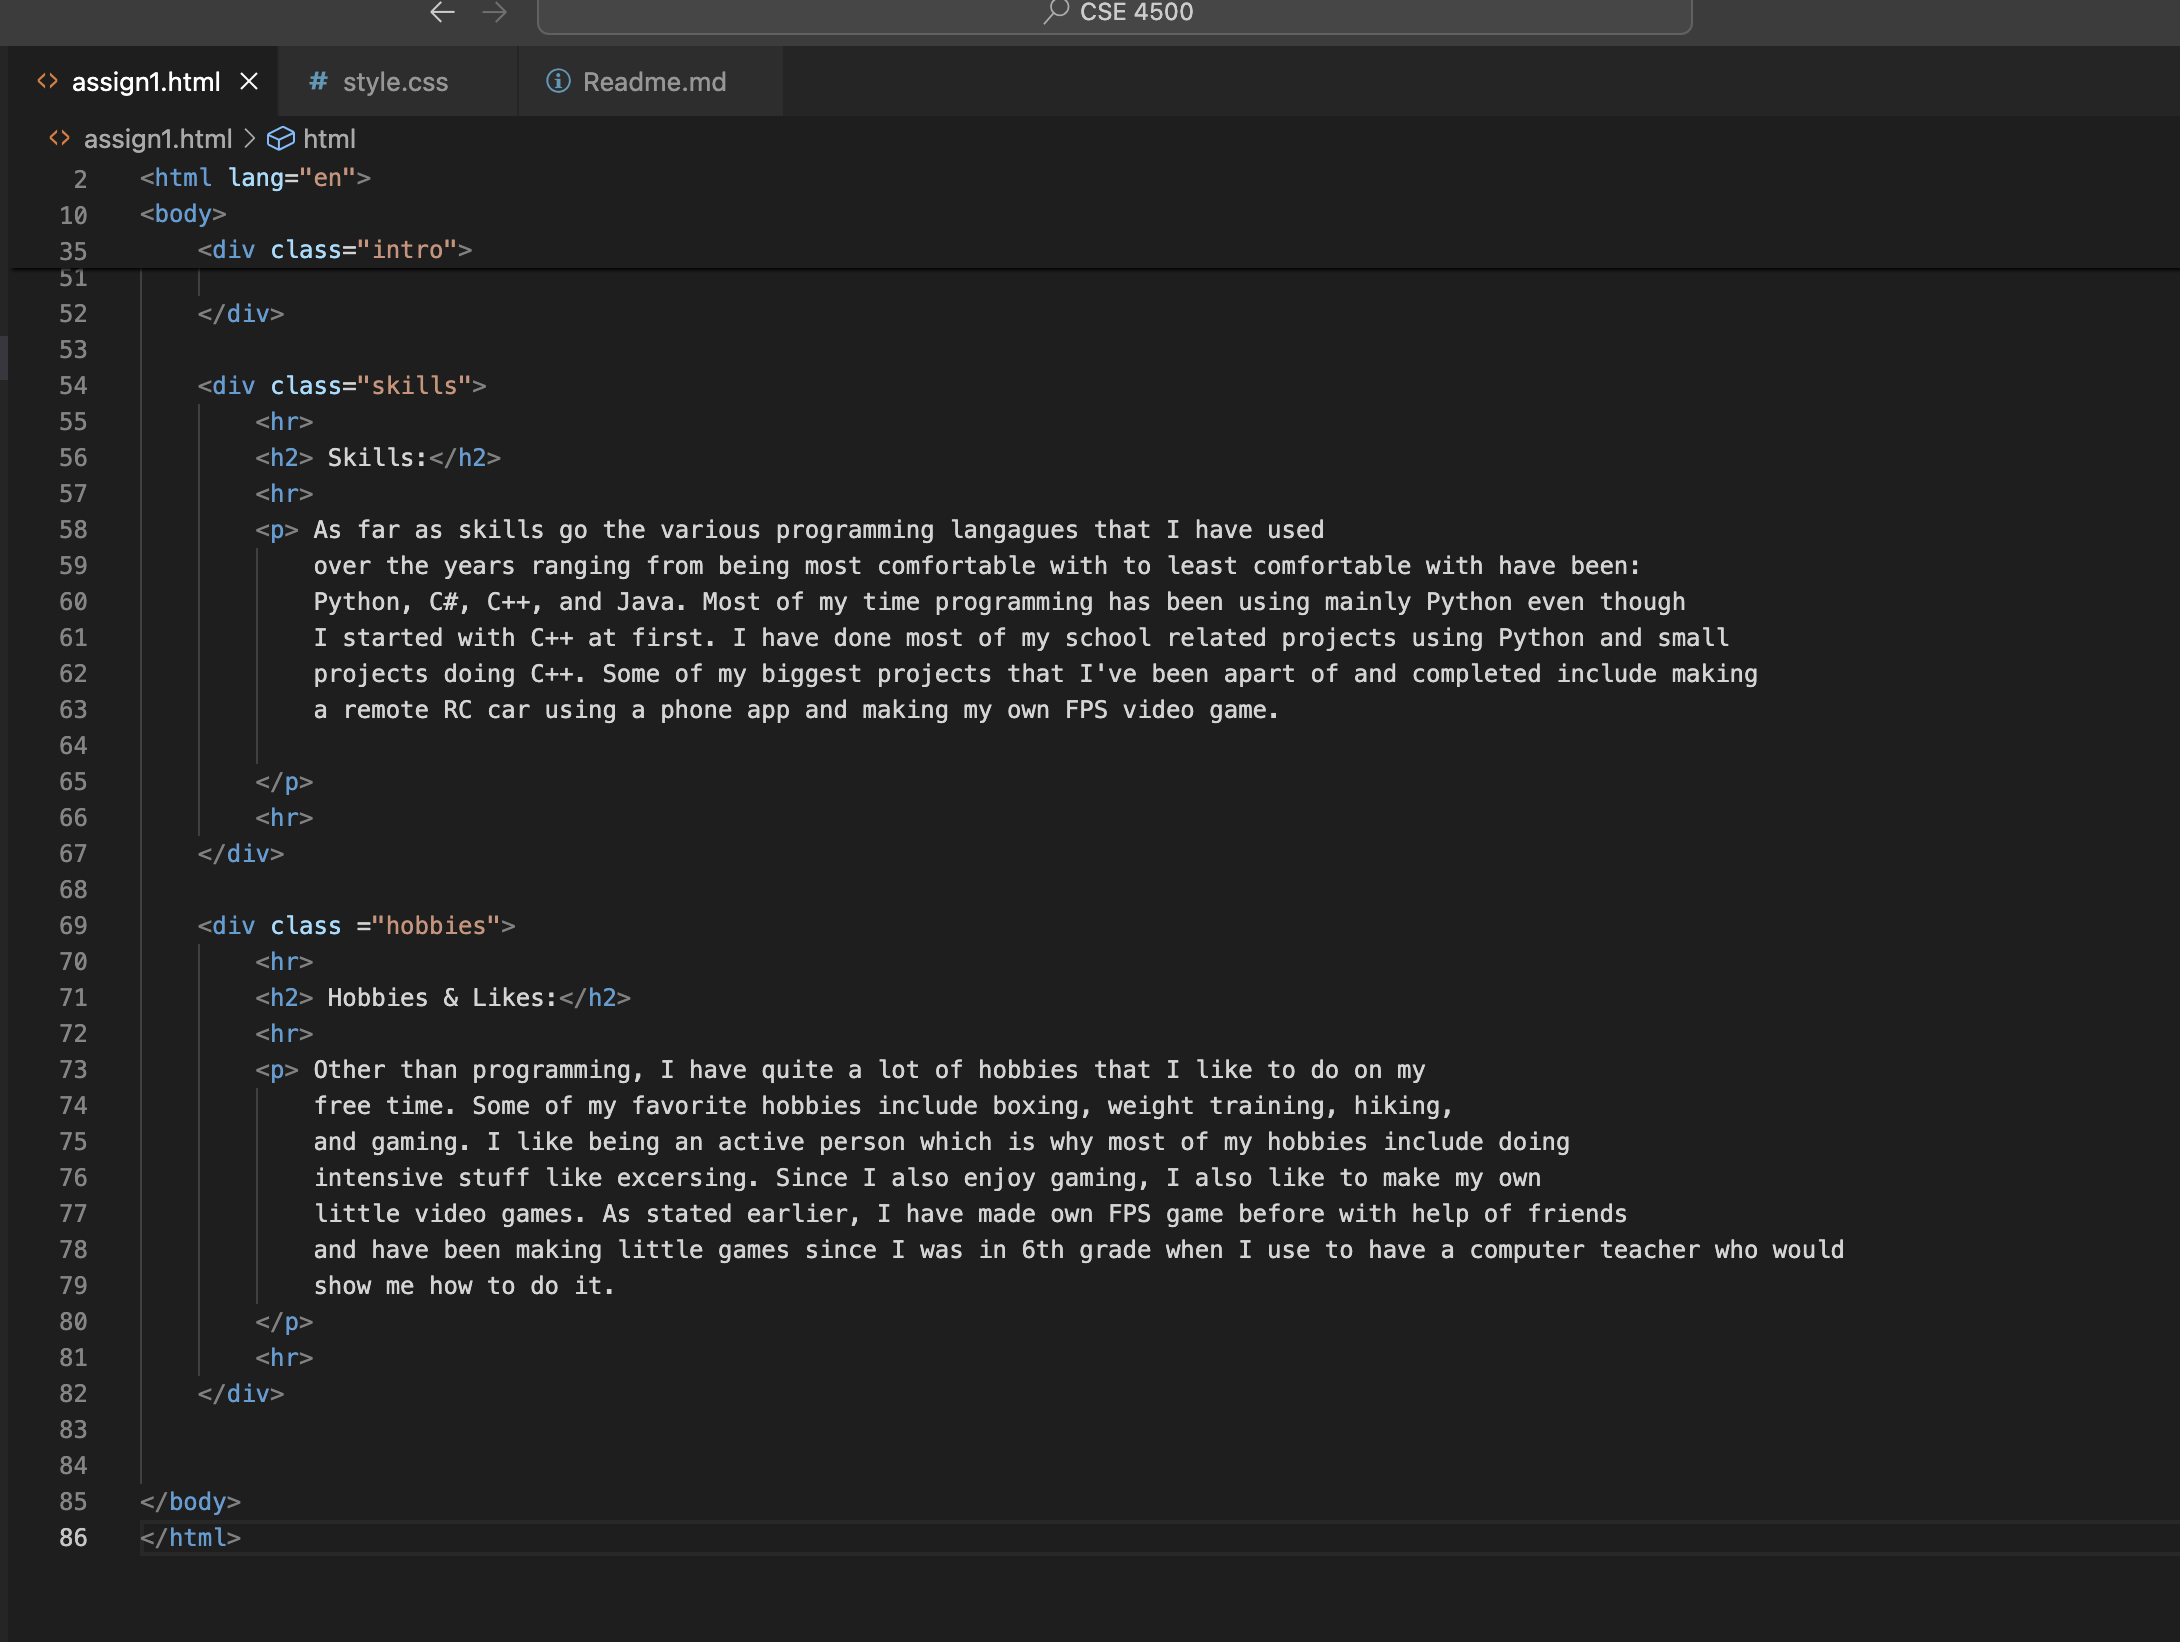 CSE 4500
assign1.html
# style.css
Readme.md
assign1.html > html
2 <html lang="en">
10 <body>
35 <div class="intro">
51
52 </div>
53
54 <div class="skills">
55 <hr>
56 <h2> Skills:</h2>
57 <hr>
58 <p> As far as skills go the various programming langagues that I have used
59 over the years ranging from being most comfortable with to least comfortable with have been:
60 Python, C#, C++, and Java. Most of my time programming has been using mainly Python even though
61 I started with C++ at first. I have done most of my school related projects using Python and small
62 projects doing C++. Some of my biggest projects that I've been apart of and completed include making
63 a remote RC car using a phone app and making my own FPS video game.
64
65 </p>
66 <hr>
67 </div>
68
69 <div class ="hobbies">
70 <hr>
71 <h2> Hobbies & Likes:</h2>
72 <hr>
73 <p> Other than programming, I have quite a lot of hobbies that I like to do on my
74 free time. Some of my favorite hobbies include boxing, weight training, hiking,
75 and gaming. I like being an active person which is why most of my hobbies include doing
76 intensive stuff like excersing. Since I also enjoy gaming, I also like to make my own
77 little video games. As stated earlier, I have made own FPS game before with help of friends
78 and have been making little games since I was in 6th grade when I use to have a computer teacher who would
79 show me how to do it.
80 </p>
81 <hr>
82 </div>
83
84
85 </body>
86 </html>